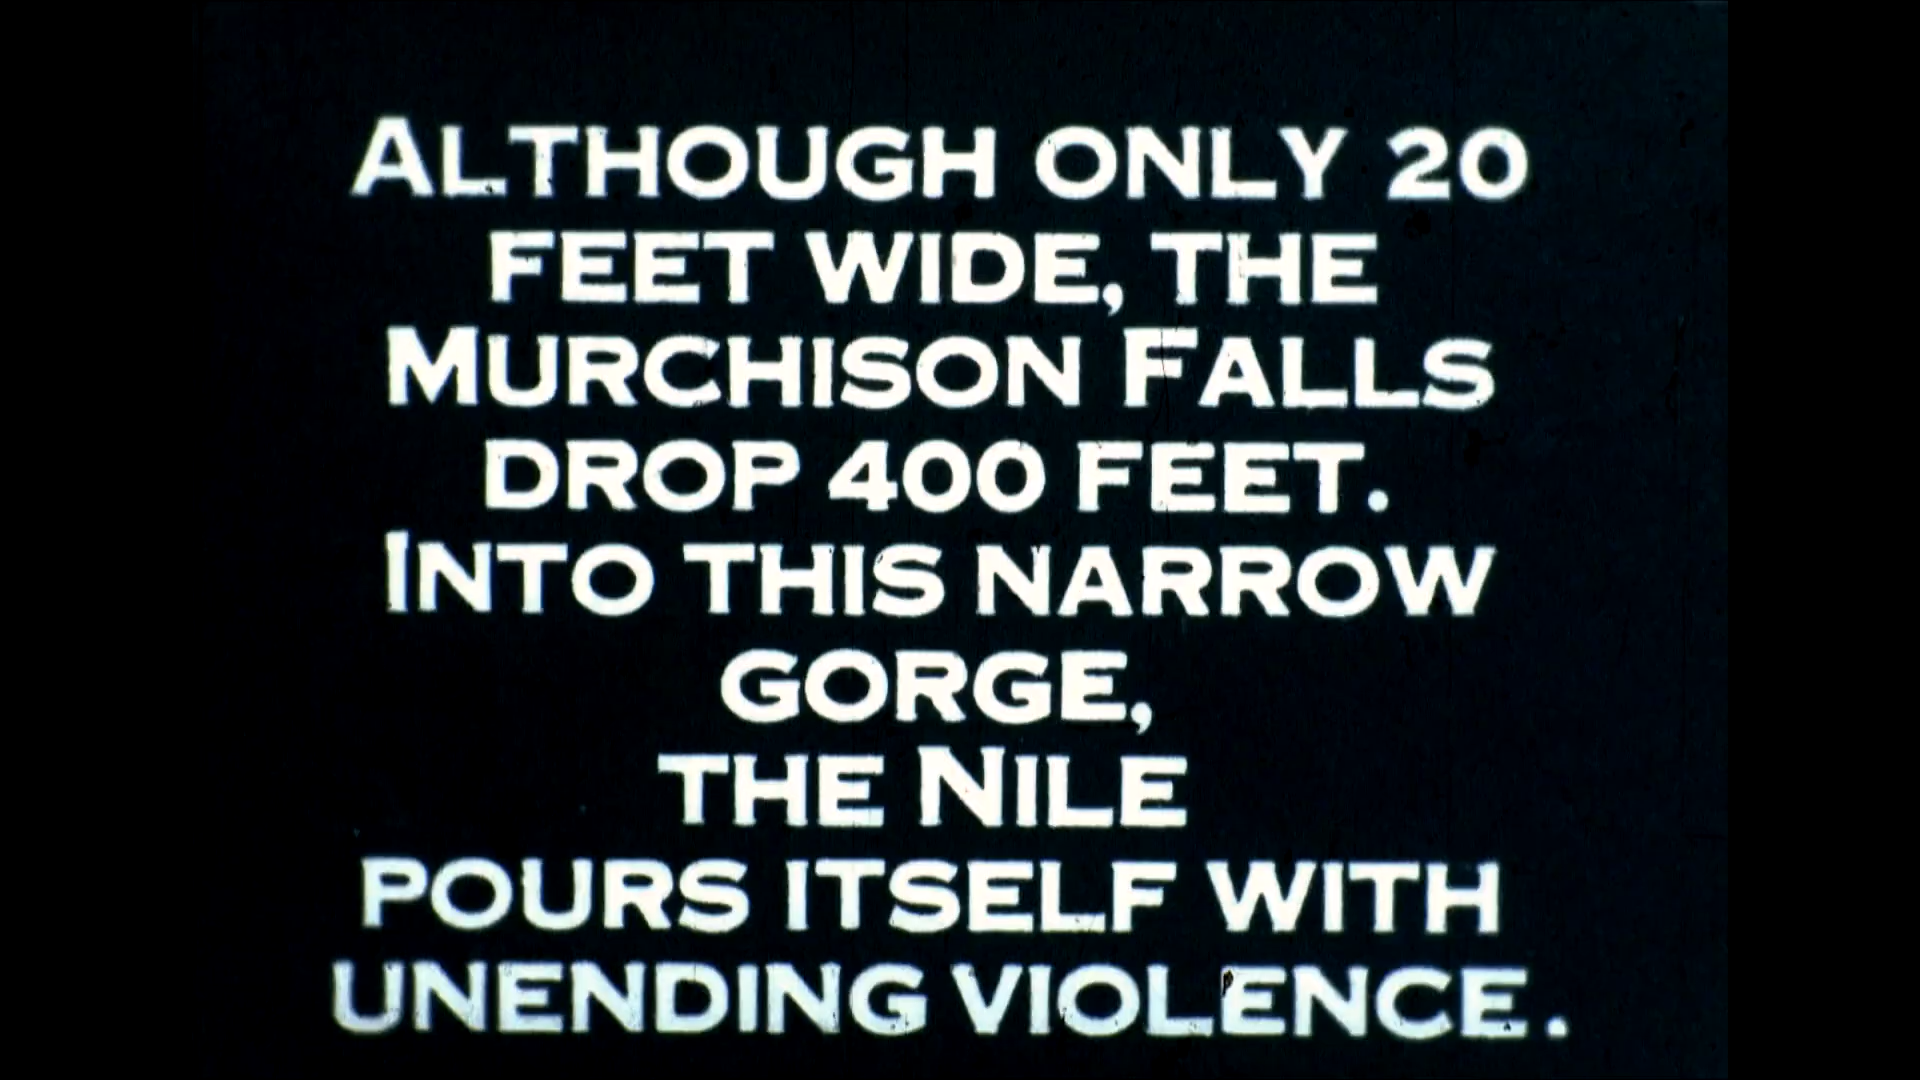 ALTHOUGH ONLY 20
FEET WIDE, THE
MURCHISON FALLS
DROP 400 FEET.
INTO THIS NARROW
GORGE,
THE NILE
POURS ITSELF WITH
UNENDING VIOLENCE.